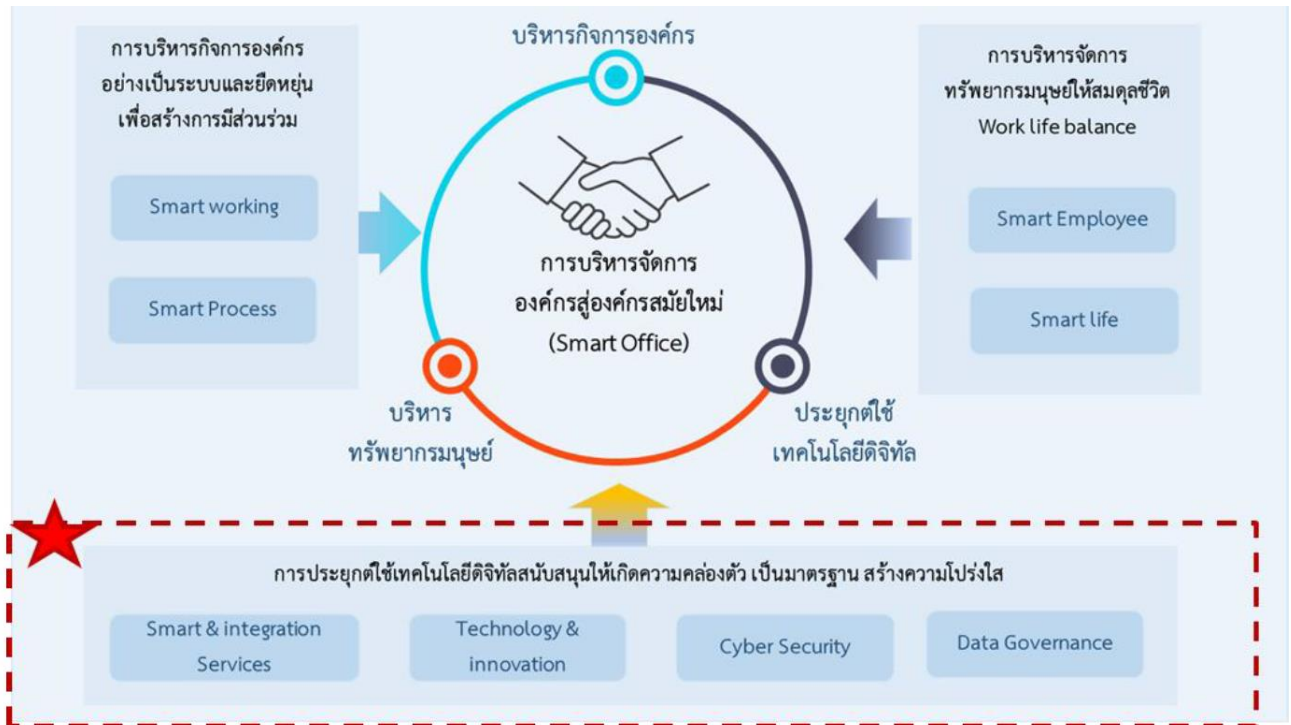 บริหารกิจการองค์กร
การบริหารกิจการองค์กร
อย่างเป็นระบบและยืดหยุ่น
เพื่อสร้างการมีส่วนร่วม
Smart working
Smart Process
การบริหารจัดการ
องค์กรสู่องค์กรสมัยใหม่
(Smart Office)
บริหาร
ทรัพยากรมนุษย์
ประยุกต์ใช้
เทคโนโลยีดิจิทัล
การบริหารจัดการ
ทรัพยากรมนุษย์ให้สมดุลชีวิต
Work life balance
Smart Employee
Smart life
การประยุกต์ใช้เทคโนโลยีดิจิทัลสนับสนุนให้เกิดความคล่องตัว เป็นมาตรฐาน สร้างความโปร่งใส
Smart & integration
Services
Technology &
innovation
Cyber Security
Data Governance